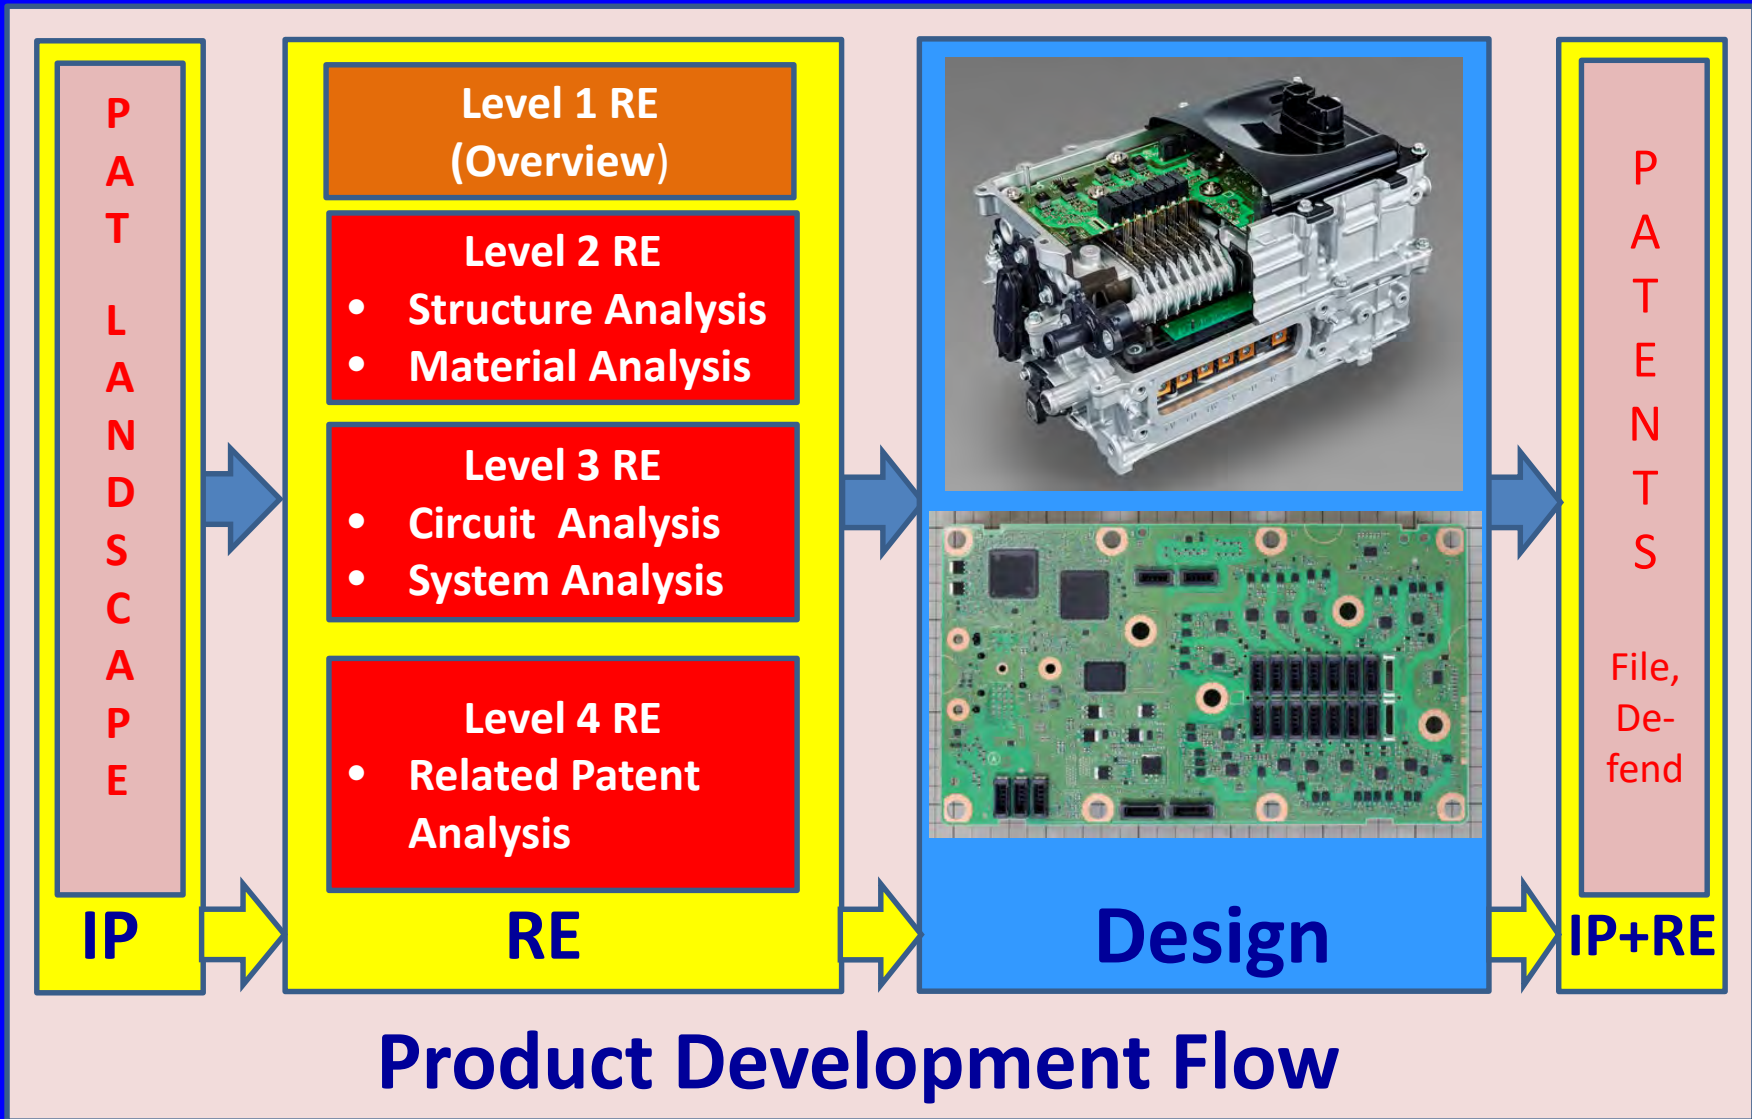 PAT LANDSCAPE
IP
Level 1 RE
(Overview)
Level 2 RE
• Structure Analysis
• Material Analysis
Level 3 RE
• Circuit Analysis
• System Analysis
Level 4 RE
• Related Patent
Analysis
RE
Design
PATENTS
File,
De-
fend
IP+RE
Product Development Flow